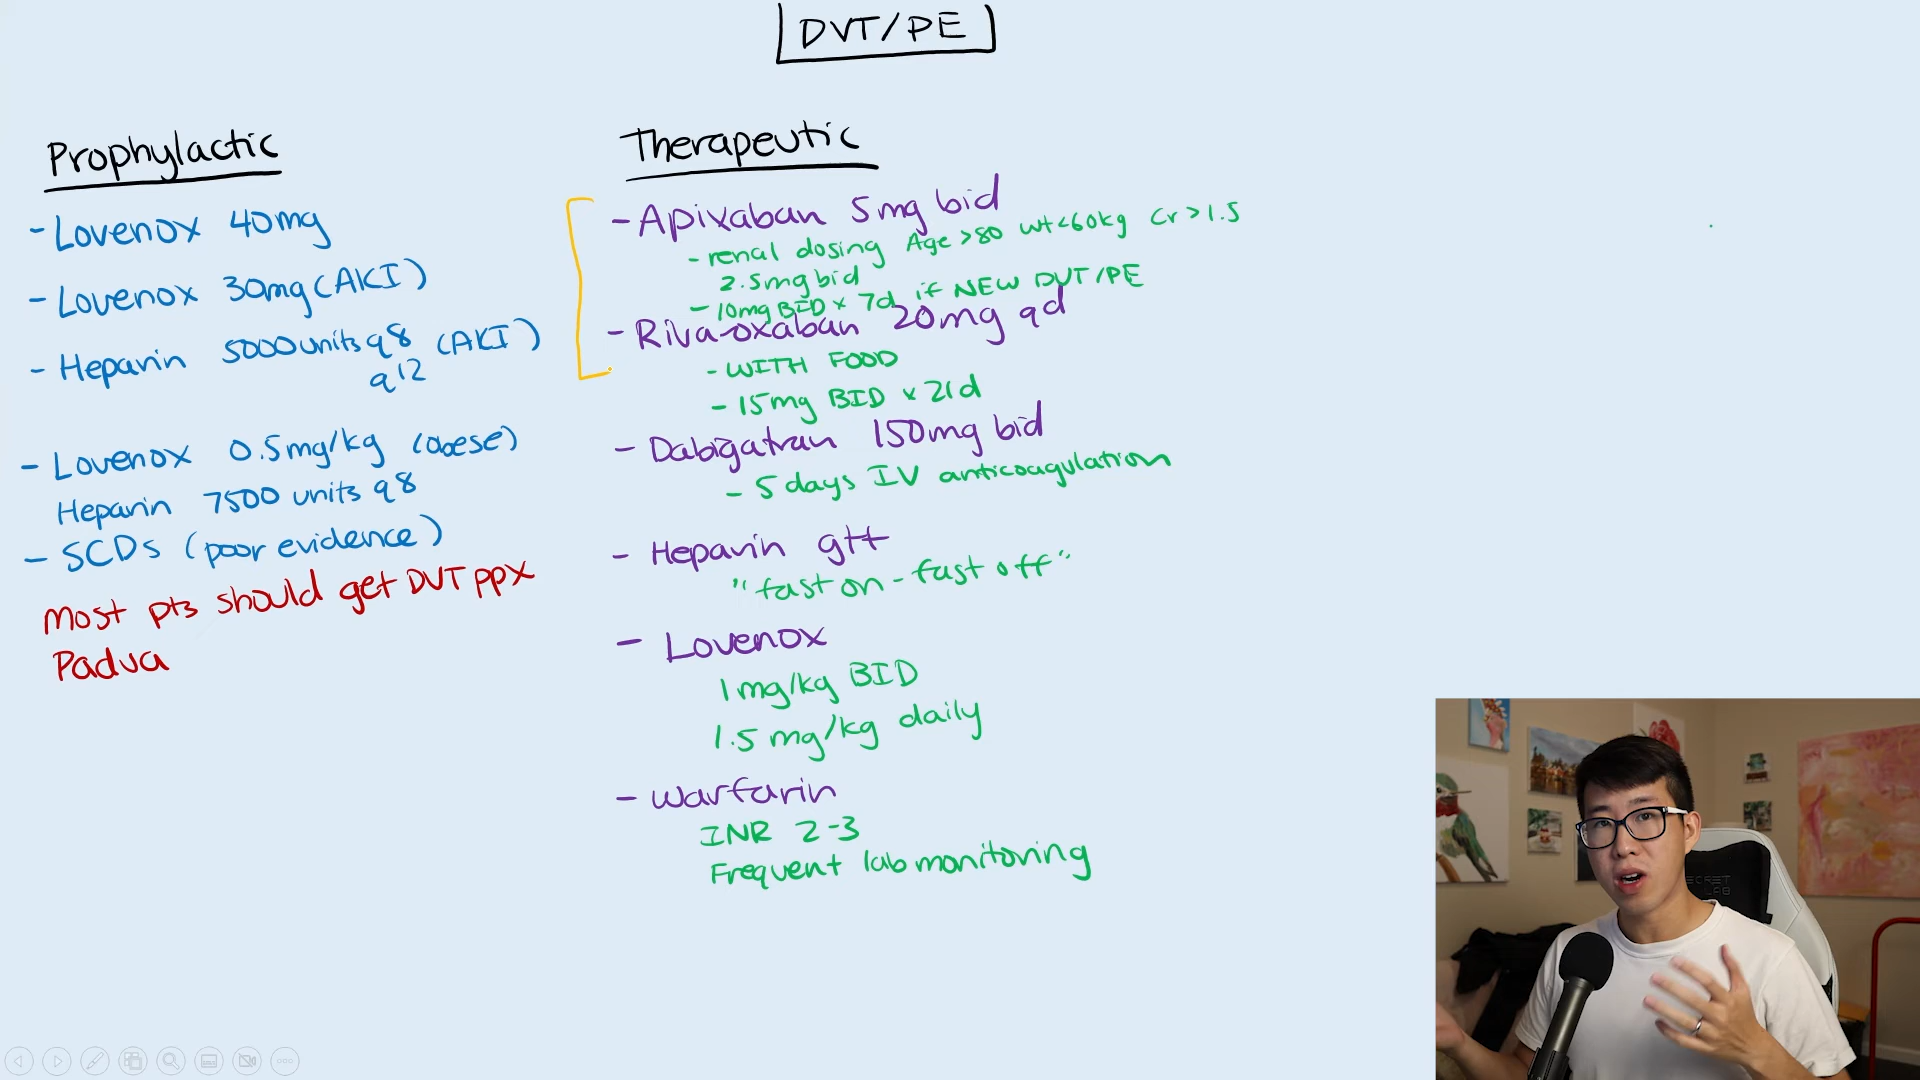 DVT/PE
Prophylactic
- Lovenox 40mg
- Lovenox 30mg (AKI)
- Heparin 5000 units q8 (AKI)
q12
- Lovenox 0.5mg/kg (obese)
Heparin 7500 units q8
- SCDs (poor evidence)
Most pts should get DVT ppx
Padua
Therapeutic
- Apixaban 5mg bid
- renal dosing Age >80 wt<60kg Cr>1.5
2.5mg bid
- 10mg BID x 7d if NEW DVT/PE
- Rivaroxaban 20mg qd
- WITH FOOD
- 15mg BID x 21d
- Dabigatran 150mg bid
- 5 days IV anticoagulation
- Heparin gtt
"fast on - fast off"
- Lovenox
1mg/kg BID
1.5 mg/kg daily
- Warfarin
INR 2-3
Frequent lab monitoring
SECRET
LAB